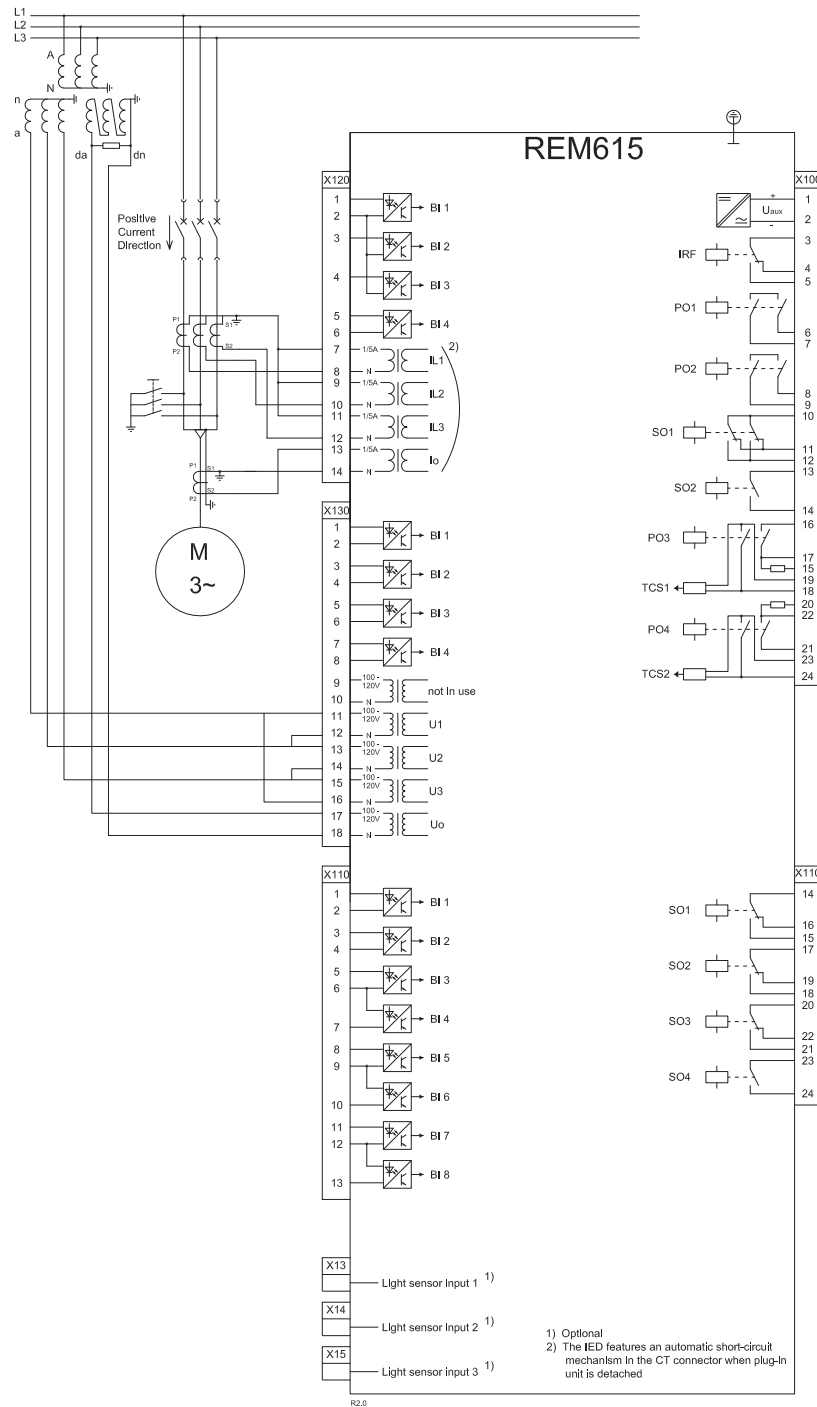 L1
L2
L3
A
N
n
a
da
dn
REM615
Positive
Current
Direction
P1
P2
S1
S2
P1
P2
S1
S2
M
3~
X120
1
2
3
4
5
6
7
8
9
10
11
12
13
14
BI 1
BI 2
BI 3
BI 4
1/5A
N
IL1
2)
1/5A
N
IL2
1/5A
N
IL3
1/5A
N
Io
X130
1
2
3
4
5
6
7
8
9
10
11
12
13
14
15
16
17
18
BI 1
BI 2
BI 3
BI 4
100 -
120V
N
not in use
100 -
120V
N
U1
100 -
120V
N
U2
100 -
120V
N
U3
100 -
120V
N
Uo
X110
1
2
3
4
5
6
7
8
9
10
11
12
13
BI 1
BI 2
BI 3
BI 4
BI 5
BI 6
BI 7
BI 8
X13
Light sensor input 1 1)
X14
Light sensor input 2 1)
X15
Light sensor input 3 1)
X100
+
Uaux
-
IRF
PO1
PO2
SO1
SO2
PO3
TCS1
PO4
TCS2
1
2
3
4
5
6
7
8
9
10
11
12
13
14
16
17
15
19
18
20
22
21
23
24
X110
SO1
SO2
SO3
SO4
14
16
15
17
19
18
20
22
21
23
24
1) Optional
2) The IED features an automatic short-circuit
mechanism in the CT connector when plug-in
unit is detached
R2.0